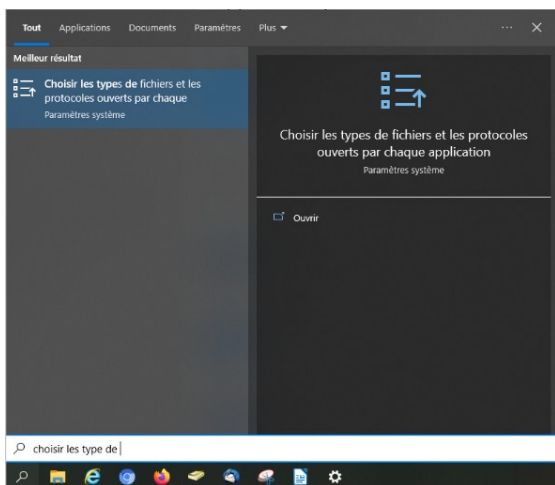 Tout Applications Documents Paramètres Plus
Meilleur résultat
Choisir les types de fichiers et les
protocoles ouverts par chaque
Paramètres système
Choisir les types de fichiers et les protocoles
ouverts par chaque application
Paramètres système
Ouvrir
choisir les type de